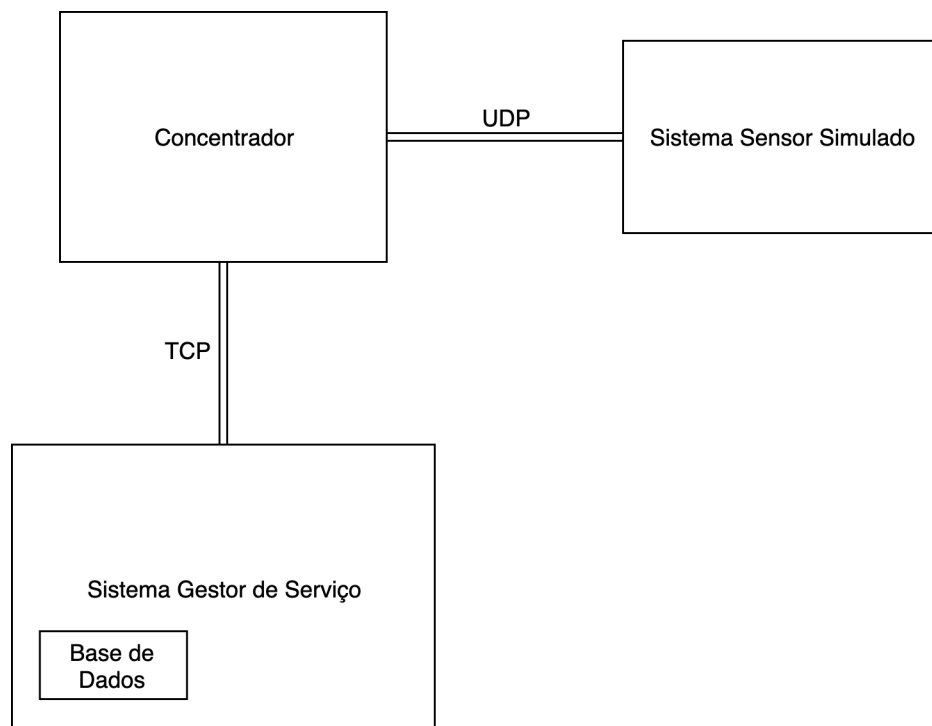 Concentrador
UDP
Sistema Sensor Simulado
TCP
Sistema Gestor de Serviço
Base de
Dados